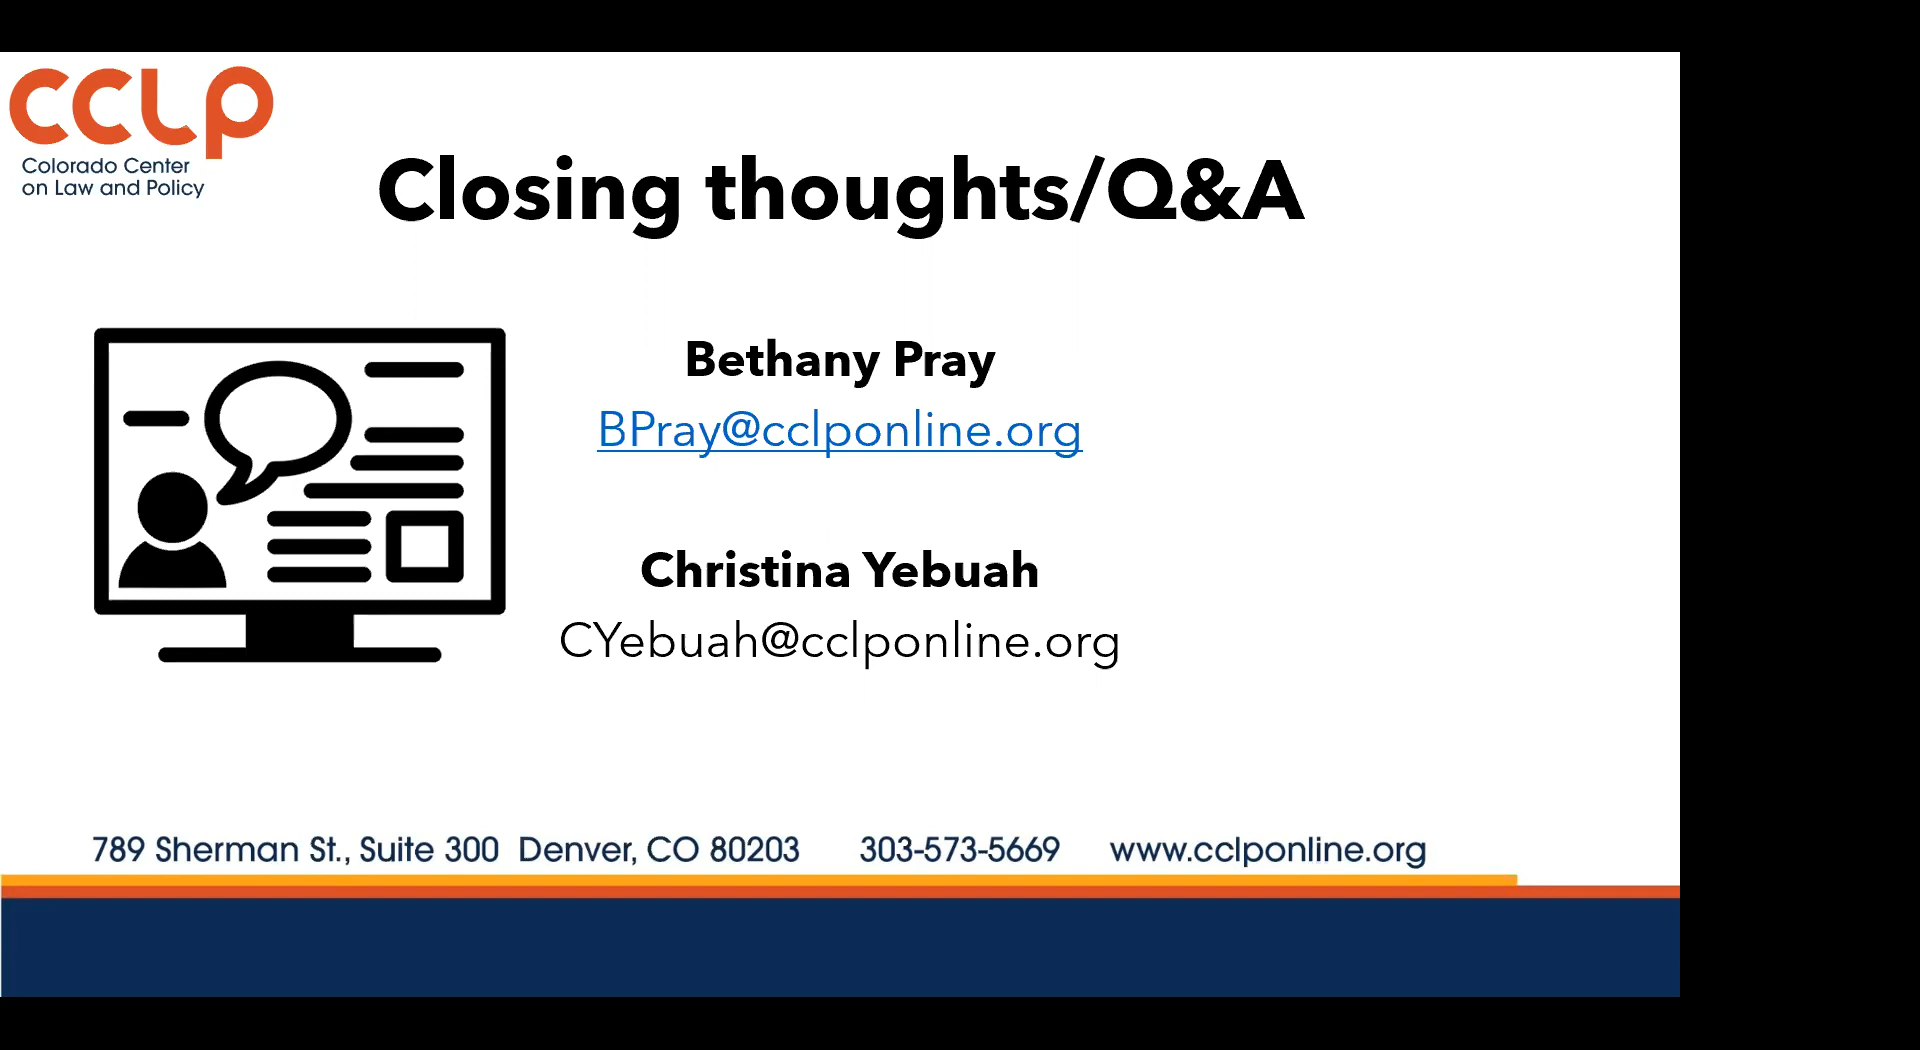 CCLP
Colorado Center
on Law and Policy
Closing thoughts/Q&A
Bethany Pray
BPray@cclponline.org
Christina Yebuah
CYebuah@cclponline.org
789 Sherman St., Suite 300 Denver, CO 80203 303-573-5669 www.cclponline.org